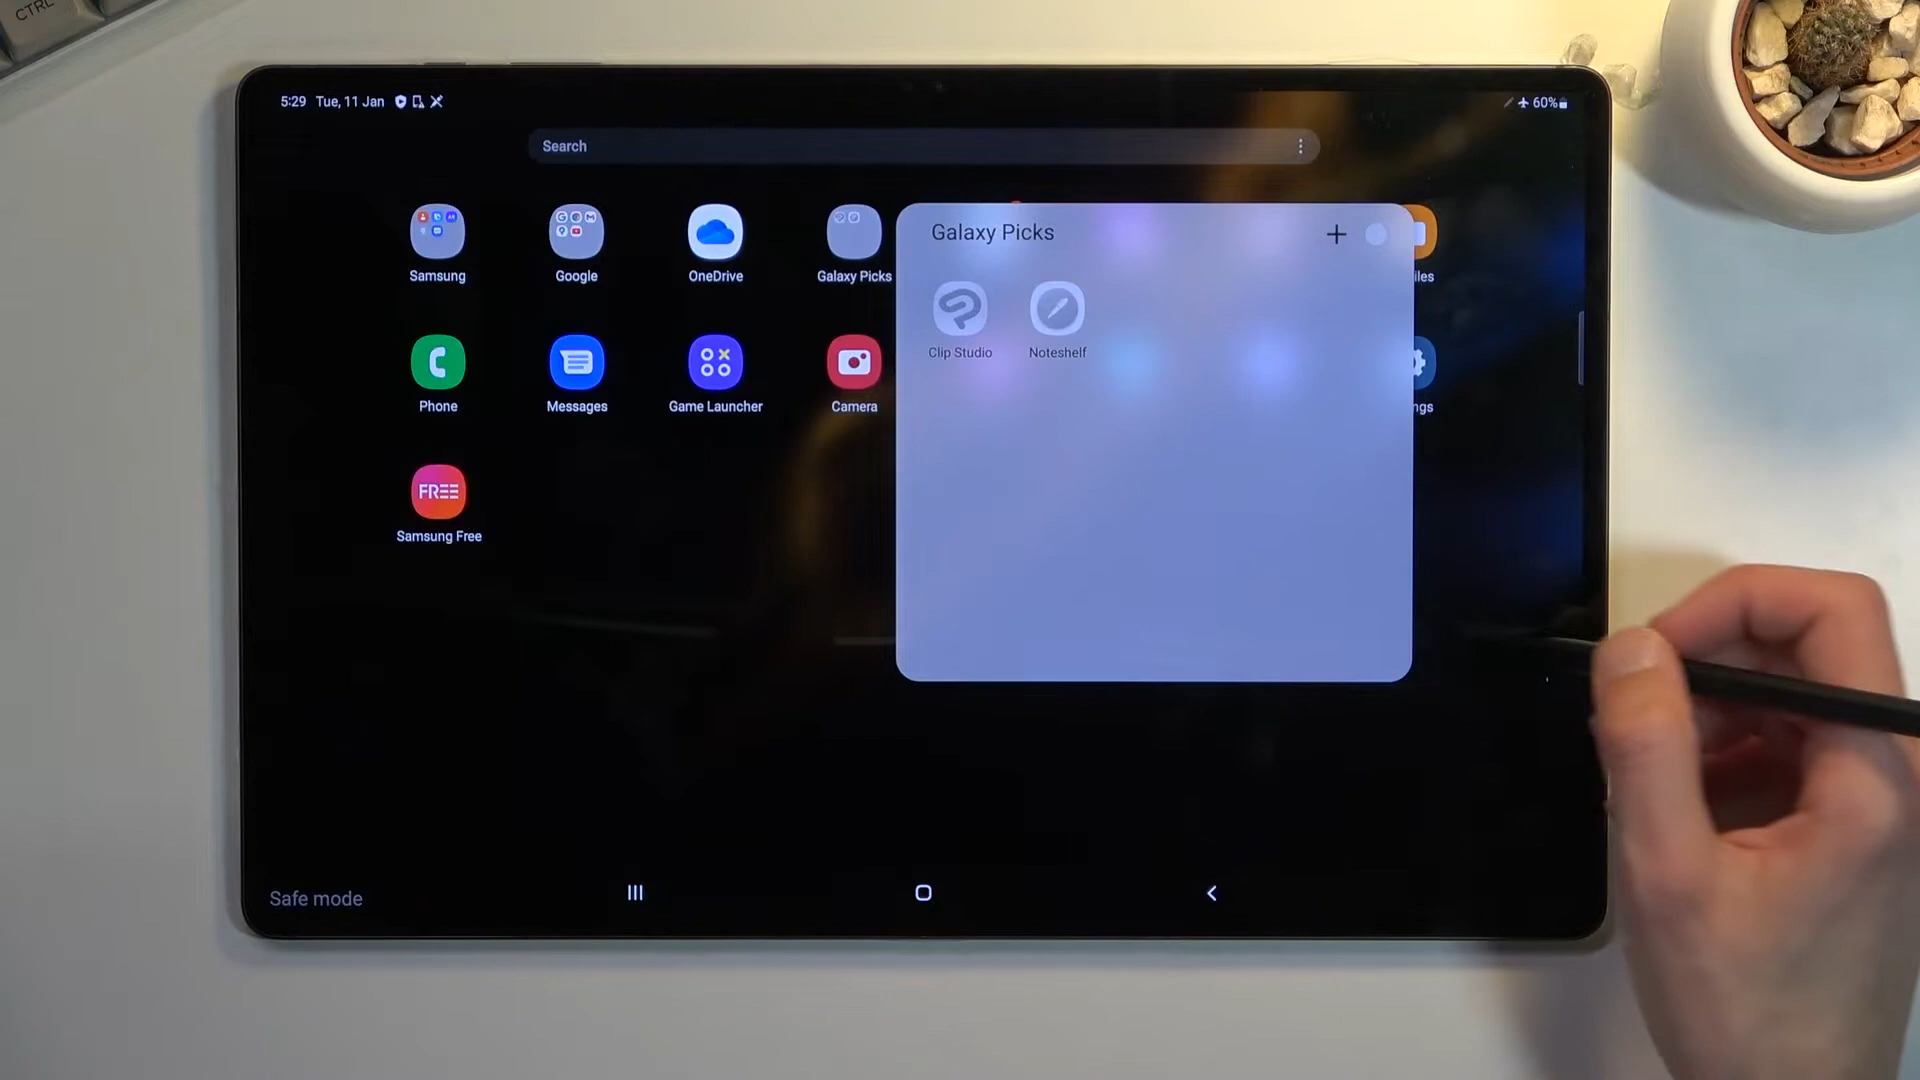 CTRL
5:29 Tue, 11 Jan
60%
Search
Samsung
Google
OneDrive
Galaxy Picks
Galaxy Picks
Clip Studio
Noteshelf
iles
Phone
Messages
Game Launcher
Camera
ngs
FREE
Samsung Free
Safe mode